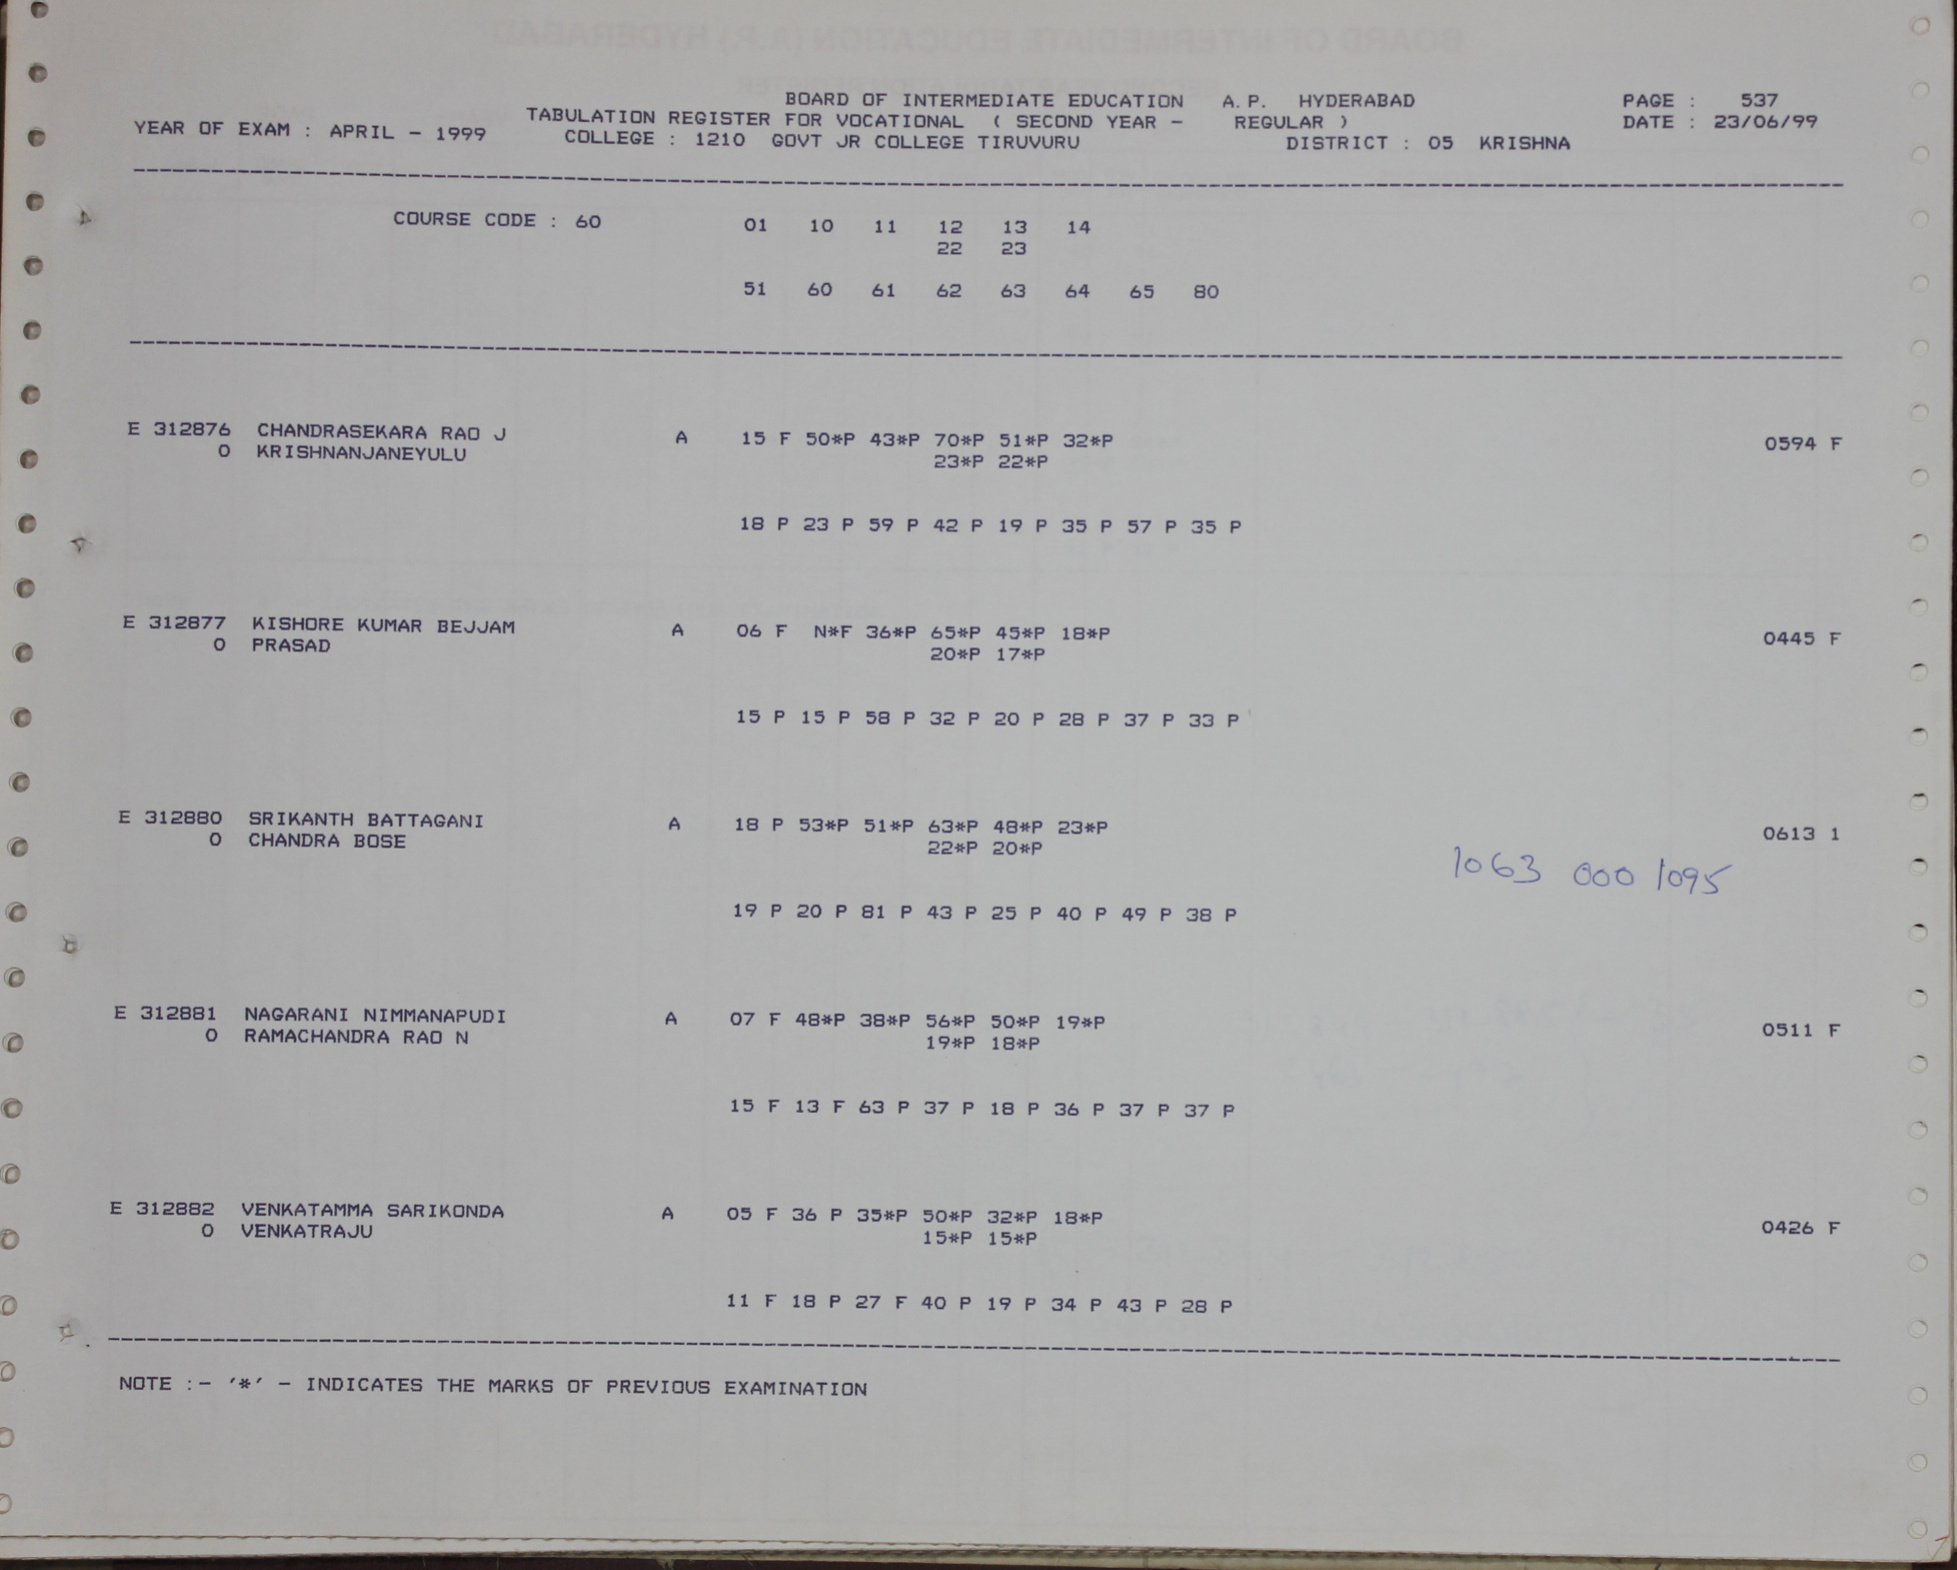 BOARD OF INTERMEDIATE EDUCATION A.P. HYDERABAD PAGE : 537
TABULATION REGISTER FOR VOCATIONAL ( SECOND YEAR - REGULAR ) DATE : 23/06/99
YEAR OF EXAM : APRIL - 1999 COLLEGE : 1210 GOVT JR COLLEGE TIRUVURU DISTRICT : 05 KRISHNA
COURSE CODE : 60 01 10 11 12 13 14
22 23
51 60 61 62 63 64 65 80
E 312876 CHANDRASEKARA RAO J A 15 F 50*P 43*P 70*P 51*P 32*P 0594 F
0 KRISHNANJANEYULU 23*P 22*P
18 P 23 P 59 P 42 P 19 P 35 P 57 P 35 P
E 312877 KISHORE KUMAR BEJJAM A 06 F N*F 36*P 65*P 45*P 18*P 0445 F
0 PRASAD 20*P 17*P
15 P 15 P 58 P 32 P 20 P 28 P 37 P 33 P
E 312880 SRIKANTH BATTAGANI A 18 P 53*P 51*P 63*P 48*P 23*P 0613 1
0 CHANDRA BOSE 22*P 20*P
1063 000 1095
19 P 20 P 81 P 43 P 25 P 40 P 49 P 38 P
E 312881 NAGARANI NIMMANAPUDI A 07 F 48*P 38*P 56*P 50*P 19*P 0511 F
0 RAMACHANDRA RAO N 19*P 18*P
15 F 13 F 63 P 37 P 18 P 36 P 37 P 37 P
E 312882 VENKATAMMA SARIKONDA A 05 F 36 P 35*P 50*P 32*P 18*P 0426 F
0 VENKATRAJU 15*P 15*P
11 F 18 P 27 F 40 P 19 P 34 P 43 P 28 P
NOTE :- '*' - INDICATES THE MARKS OF PREVIOUS EXAMINATION